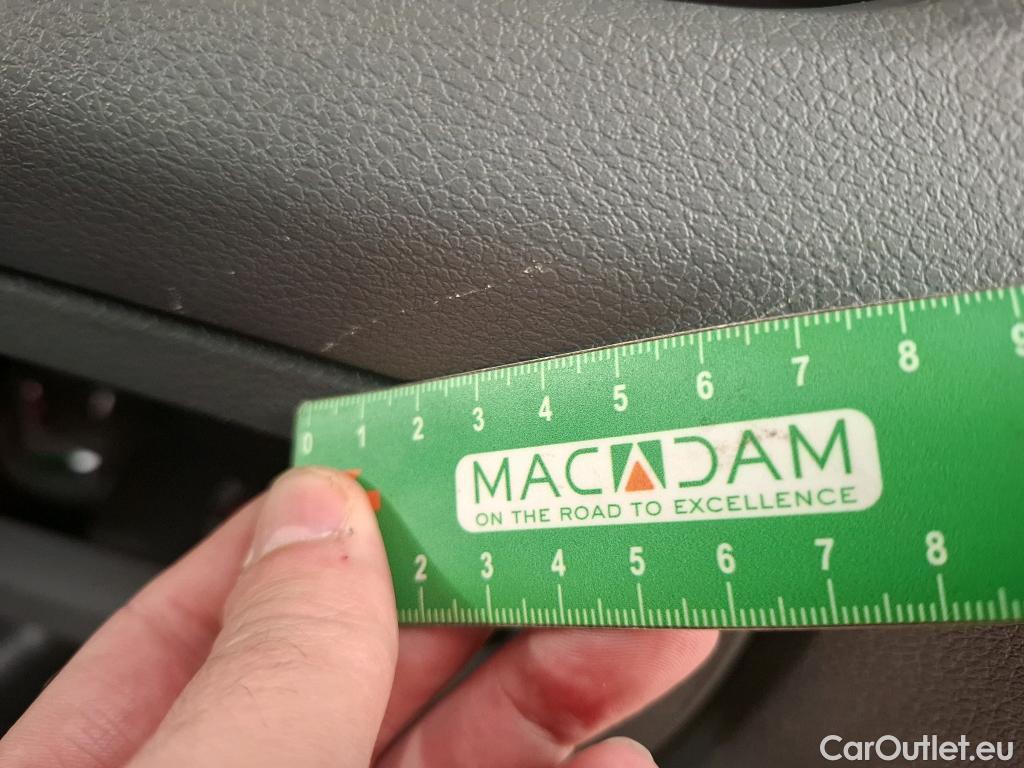 0 1 2 3 4 5 6 7 8 9
MACADAM
ON THE ROAD TO EXCELLENCE
2 3 4 5 6 7 8
CarOutlet.eu